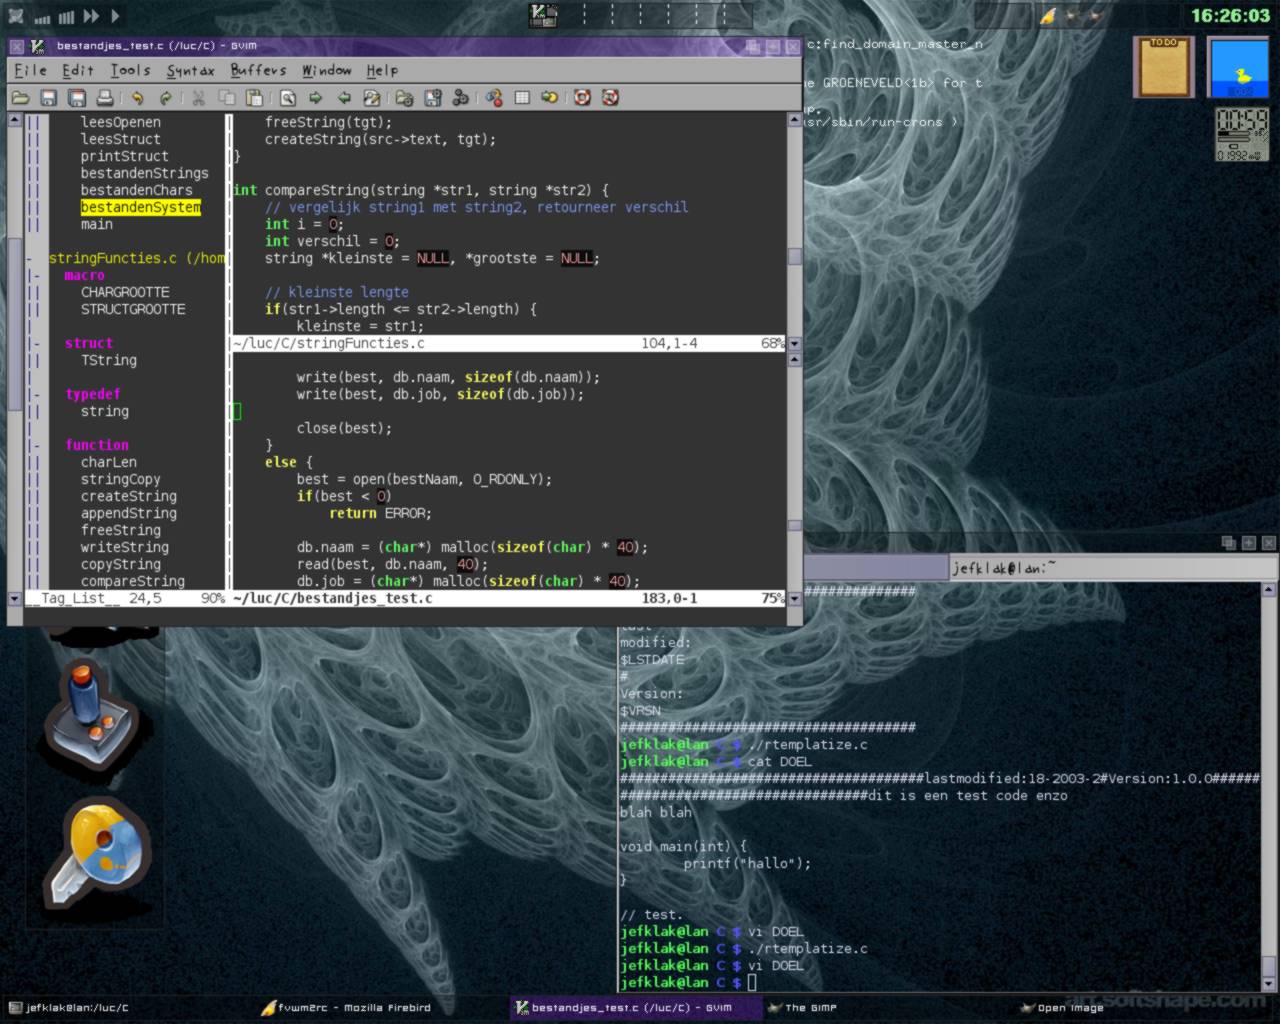 16:26:03
bestandjes_test.c (/luc/C) - GVIM
File Edit Tools Syntax Buffers Window Help
leesOpenen
leesStruct
printStruct
bestandenStrings
bestandenChars
bestandenSystem
main
stringFuncties.c (/hom
macro
CHARGROOTTE
STRUCTGROOTTE
struct
TString
typedef
string
function
charLen
stringCopy
createString
appendString
freeString
writeString
copyString
compareString
__Tag_List__ 24,5 90%
freeString(tgt);
createString(src->text, tgt);
}
int compareString(string *str1, string *str2) {
// vergelijk string1 met string2, retourneer verschil
int i = 0;
int verschil = 0;
string *kleinste = NULL, *grootste = NULL;
// kleinste lengte
if(str1->length <= str2->length) {
kleinste = str1;
~/luc/C/stringFuncties.c 104,1-4 68%
write(best, db.naam, sizeof(db.naam));
write(best, db.job, sizeof(db.job));
close(best);
}
else {
best = open(bestNaam, O_RDONLY);
if(best < 0)
return ERROR;
db.naam = (char*) malloc(sizeof(char) * 40);
read(best, db.naam, 40);
db.job = (char*) malloc(sizeof(char) * 40);
~/luc/C/bestandjes_test.c 183,0-1 75%
c:find_domain_master_n
e GROENEVELD<1b> for t
up.
usr/sbin/run-crons )
TO DO
00:59
jefklak@lan:~
#############
last
modified:
$LSTDATE
#
Version:
$VRSN
#####################################
jefklak@lan C $ ./rtemplatize.c
jefklak@lan C $ cat DOEL
######################################lastmodified:18-2003-2#Version:1.0.0######
###############################dit is een test code enzo
blah blah
void main(int) {
printf("hallo");
}
// test.
jefklak@lan C $ vi DOEL
jefklak@lan C $ ./rtemplatize.c
jefklak@lan C $ vi DOEL
jefklak@lan C $
jefklak@lan:/luc/C
fvwm2rc - Mozilla Firebird
bestandjes_test.c (/luc/C) - GVIM
The GIMP
Open Image